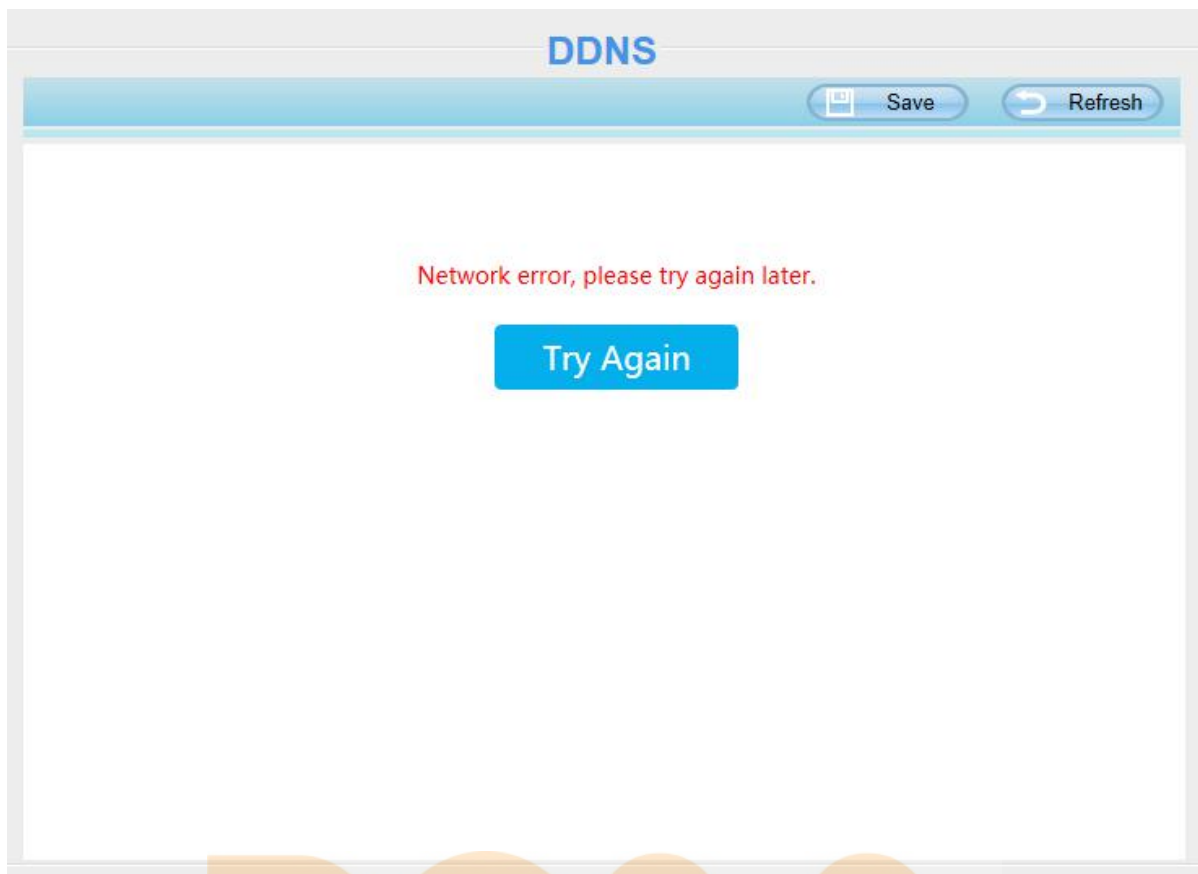 DDNS
Save Refresh
Network error, please try again later.
Try Again